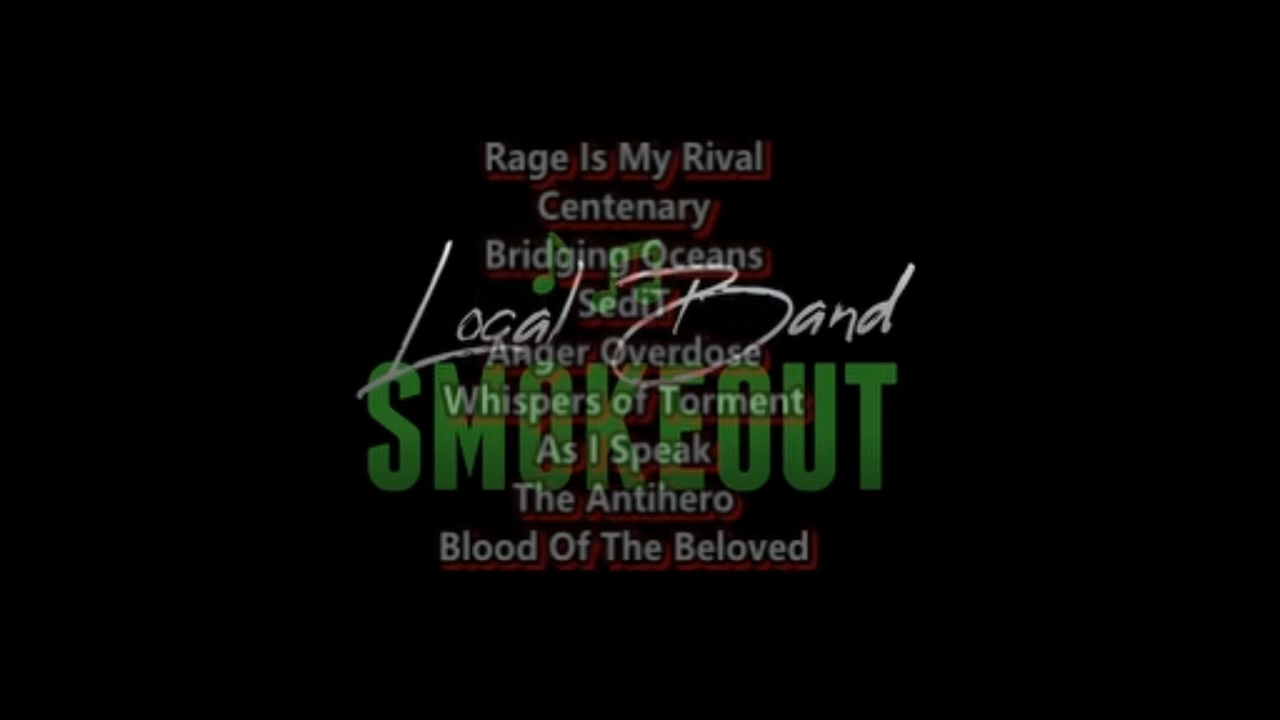 Rage Is My Rival
Centenary
Bridging Oceans
SediT
Local Band
Anger Overdose
SMOKEOUT
Whispers of Torment
As I Speak
The Antihero
Blood Of The Beloved